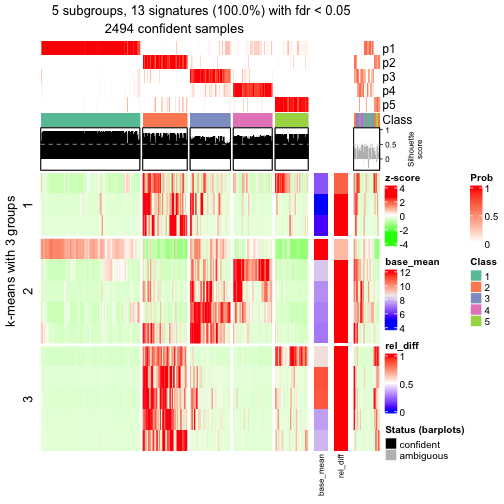 5 subgroups, 13 signatures (100.0%) with fdr < 0.05
2494 confident samples
p1
p2
p3
p4
p5
Class
1
0.5
0
Silhouette
score
k-means with 3 groups
1
2
3
base_mean
rel_diff
z-score
4
2
0
-2
-4
base_mean
12
10
8
6
4
rel_diff
1
0.5
0
Status (barplots)
confident
ambiguous
Prob
1
0.5
0
Class
1
2
3
4
5